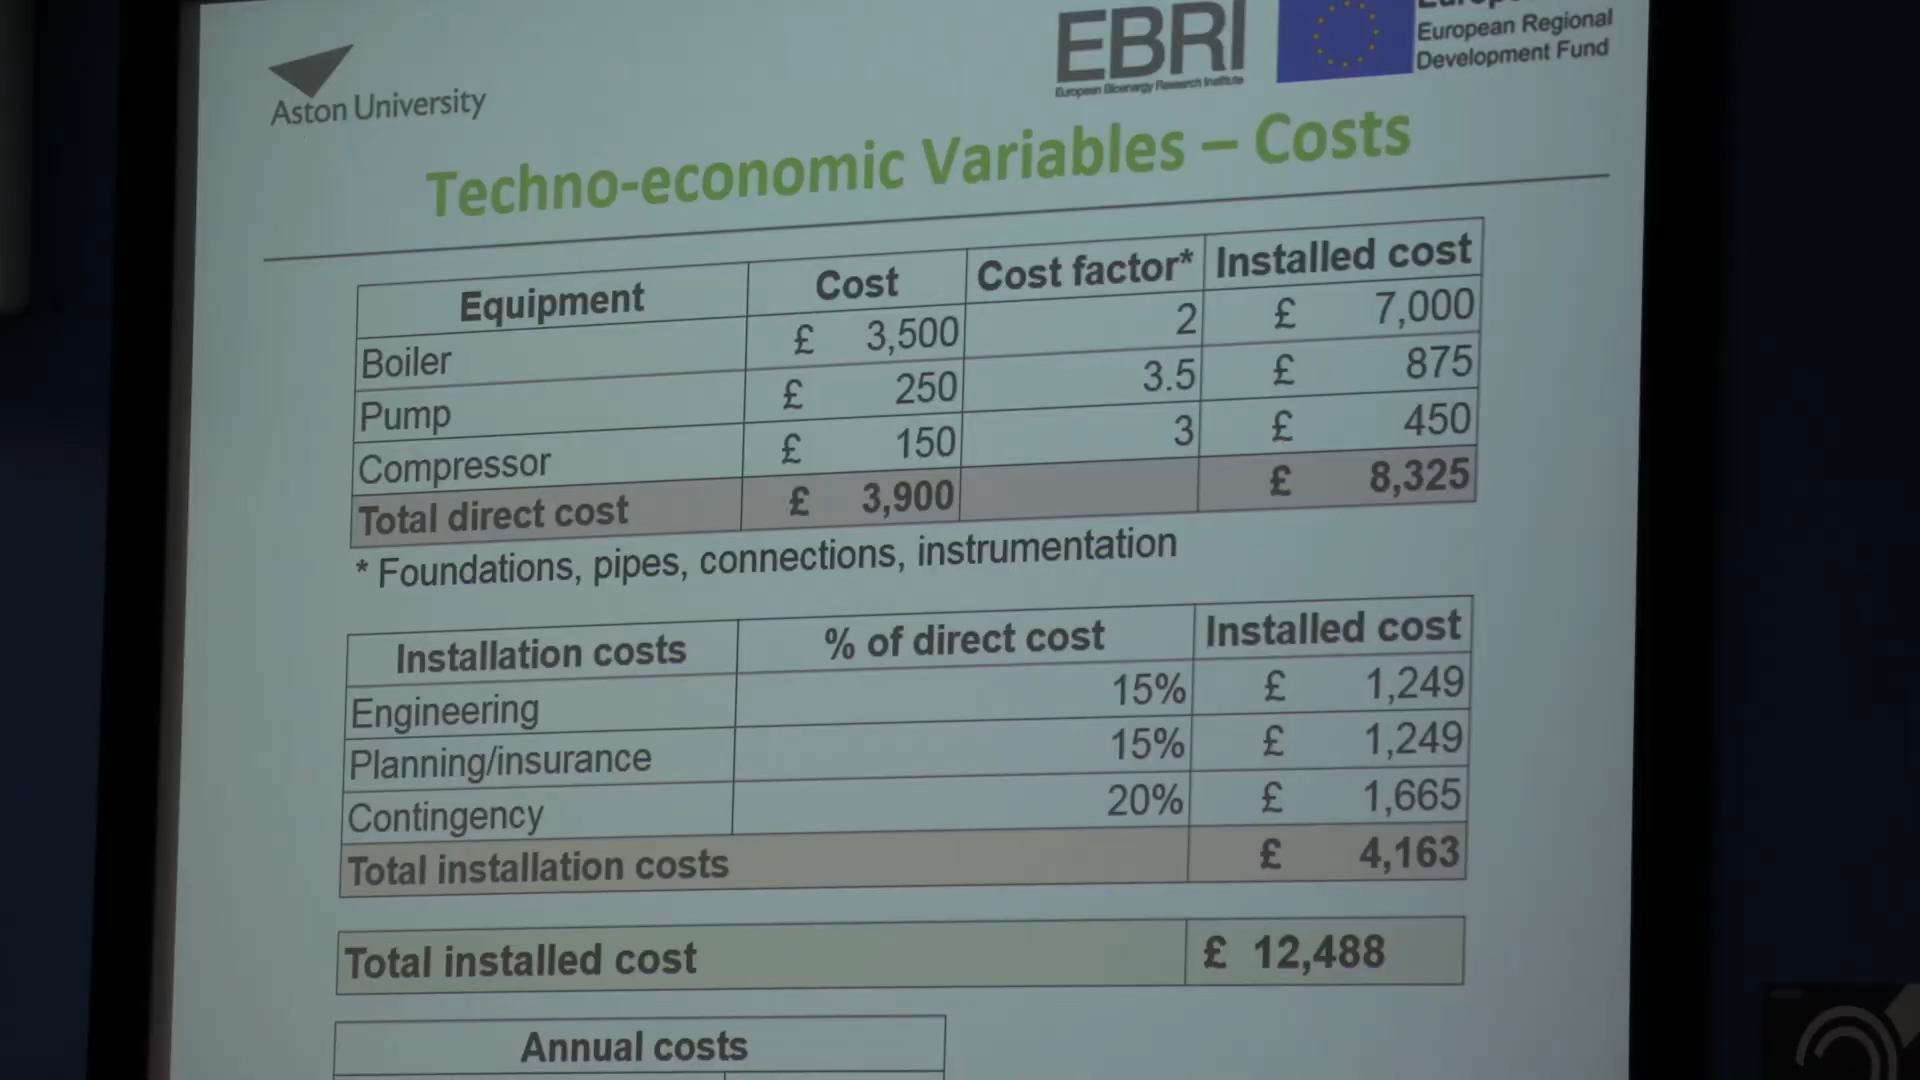 Aston University
EBRI
European Bioenergy Research Institute
European Regional
Development Fund
Techno-economic Variables – Costs
Equipment Cost Cost factor* Installed cost
Boiler £ 3,500 2 £ 7,000
Pump £ 250 3.5 £ 875
Compressor £ 150 3 £ 450
Total direct cost £ 3,900 £ 8,325
* Foundations, pipes, connections, instrumentation
Installation costs % of direct cost Installed cost
Engineering 15% £ 1,249
Planning/insurance 15% £ 1,249
Contingency 20% £ 1,665
Total installation costs £ 4,163
Total installed cost £ 12,488
Annual costs